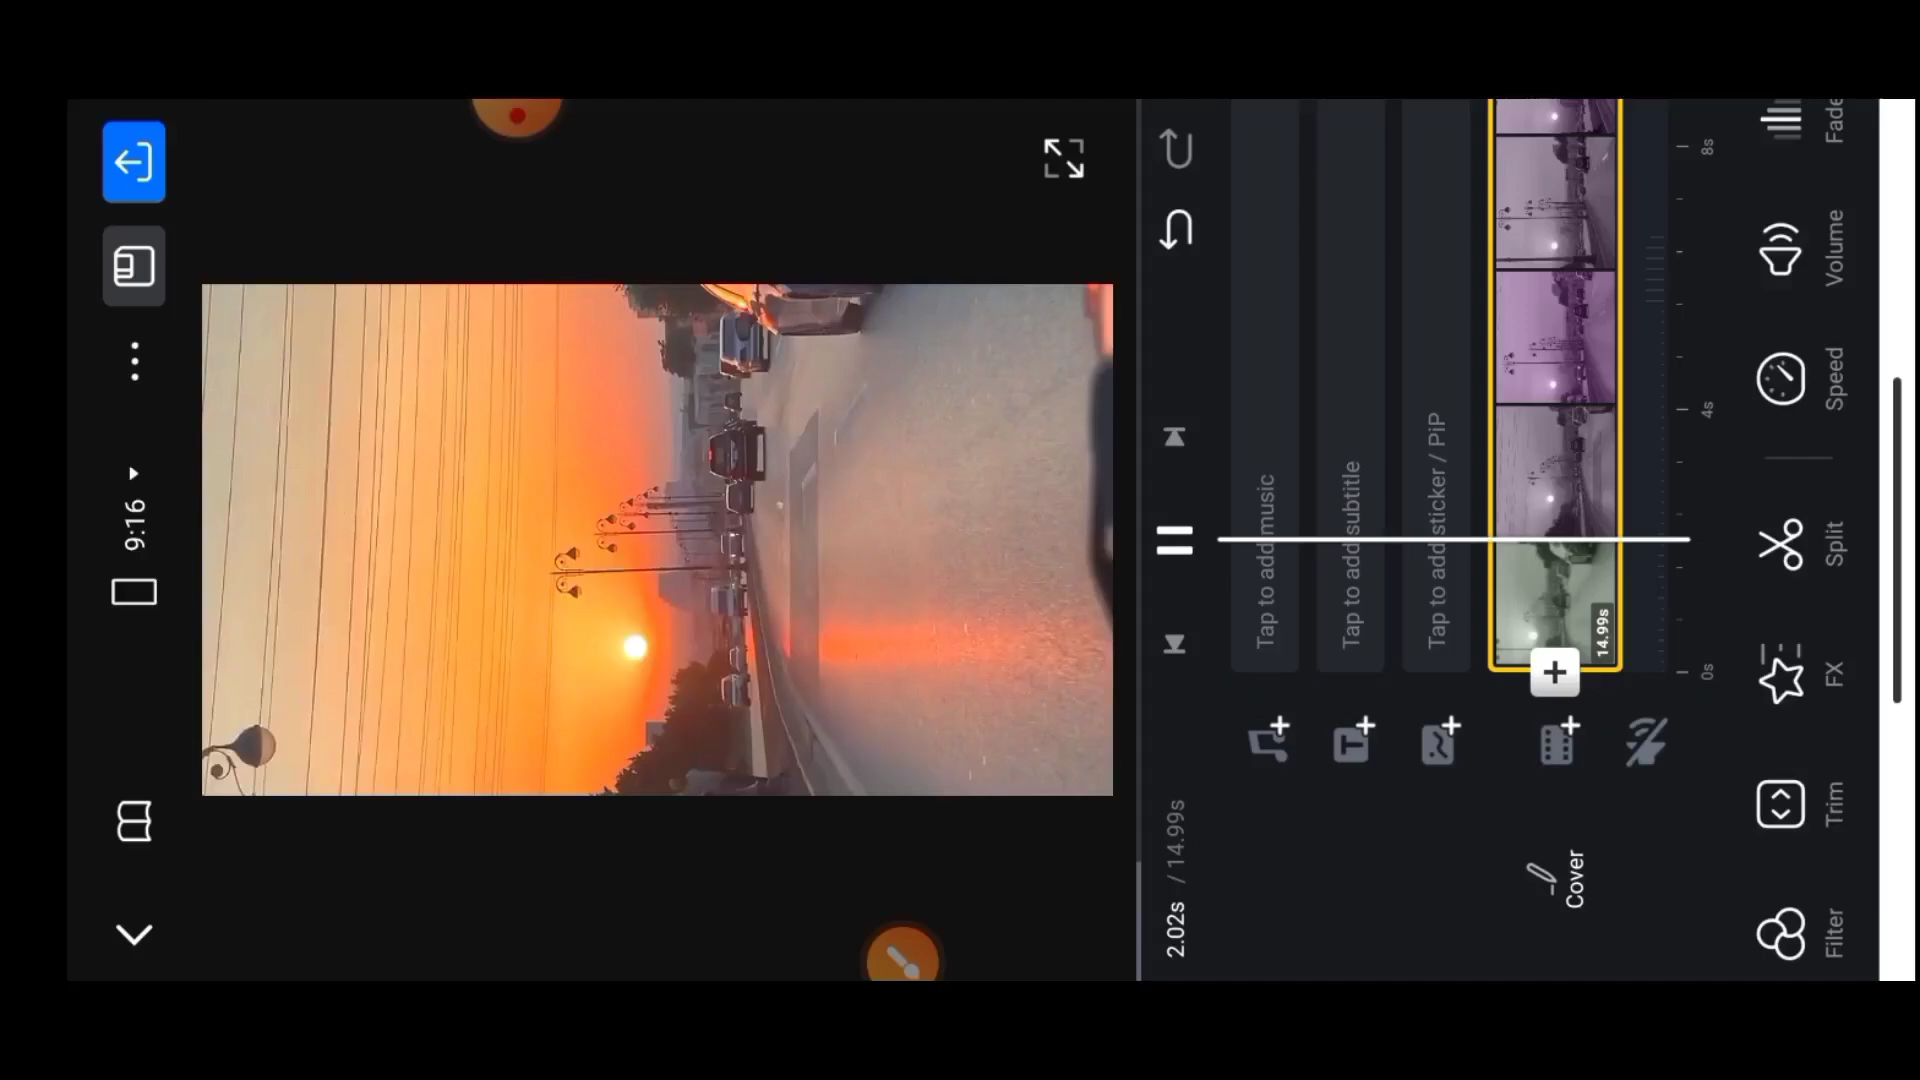 9:16
2.02s / 14.99s
Tap to add music
Tap to add subtitle
Tap to add sticker / PiP
Cover
14.99s
0s
4s
8s
Filter
Trim
FX
Split
Speed
Volume
Fade